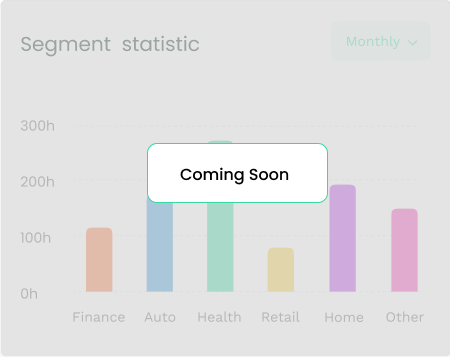 Segment statistic
Monthly
300h
200h
100h
0h
Coming Soon
Finance Auto Health Retail Home Other